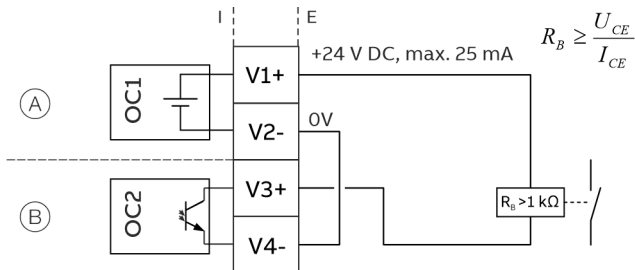 I E
+24 V DC, max. 25 mA
R_B ≥ U_CE / I_CE
A
OC1
V1+
V2-
0V
B
OC2
V3+
V4-
R_B >1 kΩ